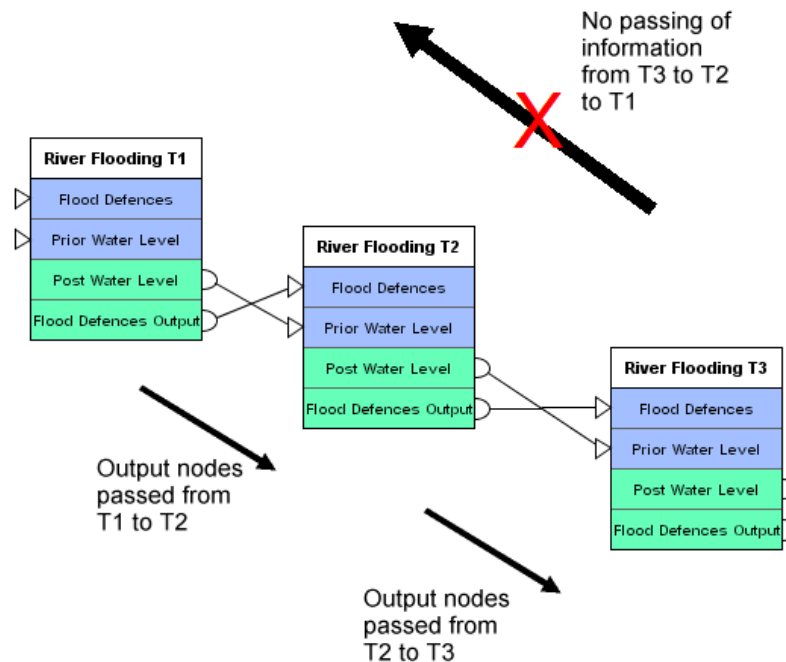 No passing of
information
from T3 to T2
to T1
X
River Flooding T1
Flood Defences
Prior Water Level
Post Water Level
Flood Defences Output
River Flooding T2
Flood Defences
Prior Water Level
Post Water Level
Flood Defences Output
River Flooding T3
Flood Defences
Prior Water Level
Post Water Level
Flood Defences Output
Output nodes
passed from
T1 to T2
Output nodes
passed from
T2 to T3